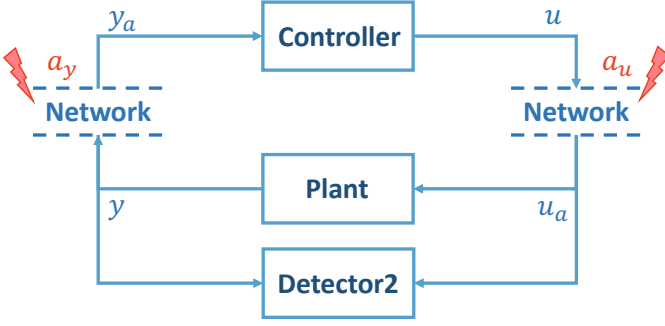 y_a
Controller
u
a_y
a_u
Network
Network
Plant
y
u_a
Detector2